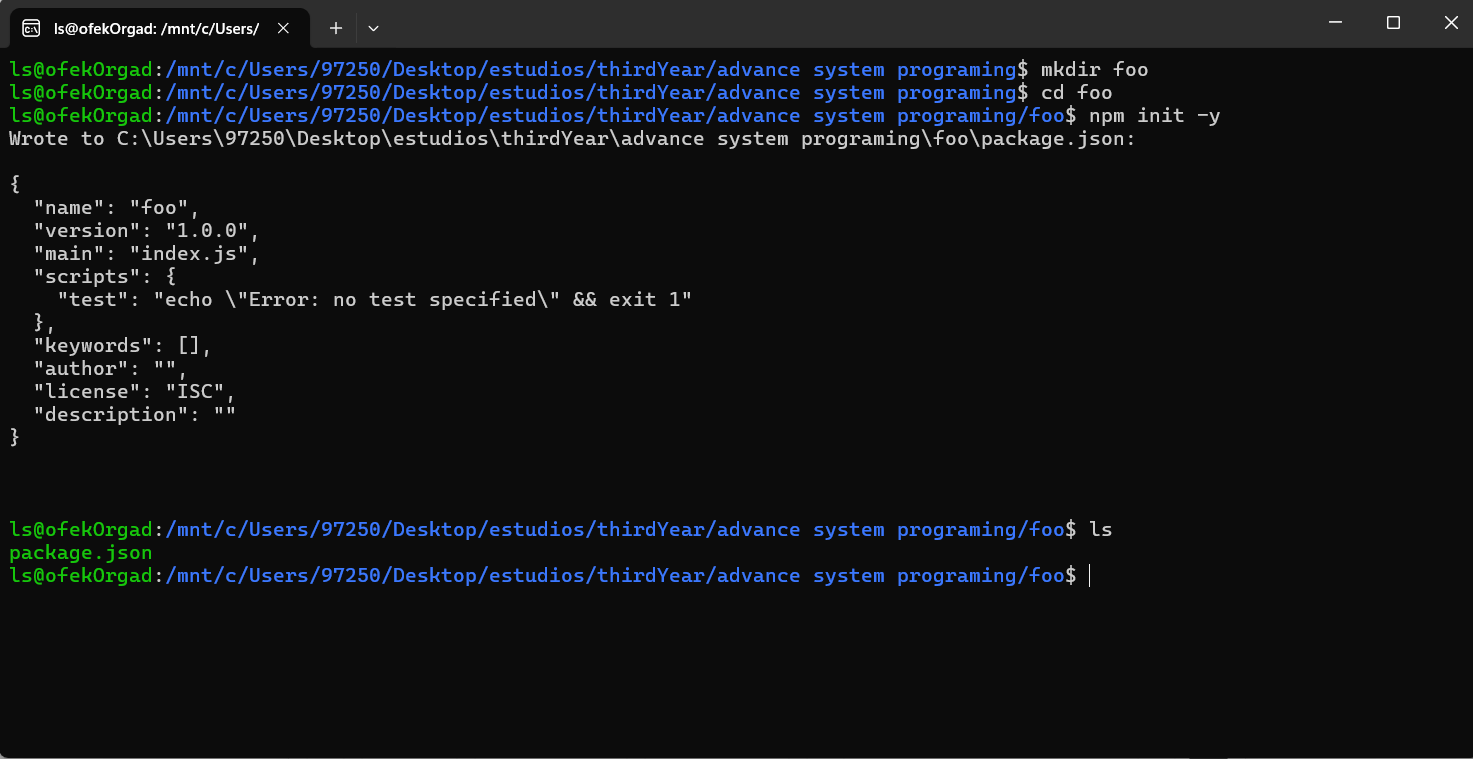 ls@ofekOrgad: /mnt/c/Users/
ls@ofekOrgad:/mnt/c/Users/97250/Desktop/estudios/thirdYear/advance system programing$ mkdir foo
ls@ofekOrgad:/mnt/c/Users/97250/Desktop/estudios/thirdYear/advance system programing$ cd foo
ls@ofekOrgad:/mnt/c/Users/97250/Desktop/estudios/thirdYear/advance system programing/foo$ npm init -y
Wrote to C:\Users\97250\Desktop\estudios\thirdYear\advance system programing\foo\package.json:
{
  "name": "foo",
  "version": "1.0.0",
  "main": "index.js",
  "scripts": {
    "test": "echo \"Error: no test specified\" && exit 1"
  },
  "keywords": [],
  "author": "",
  "license": "ISC",
  "description": ""
}
ls@ofekOrgad:/mnt/c/Users/97250/Desktop/estudios/thirdYear/advance system programing/foo$ ls
package.json
ls@ofekOrgad:/mnt/c/Users/97250/Desktop/estudios/thirdYear/advance system programing/foo$